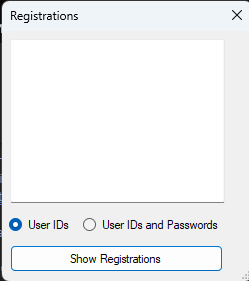 Registrations
User IDs
User IDs and Passwords
Show Registrations